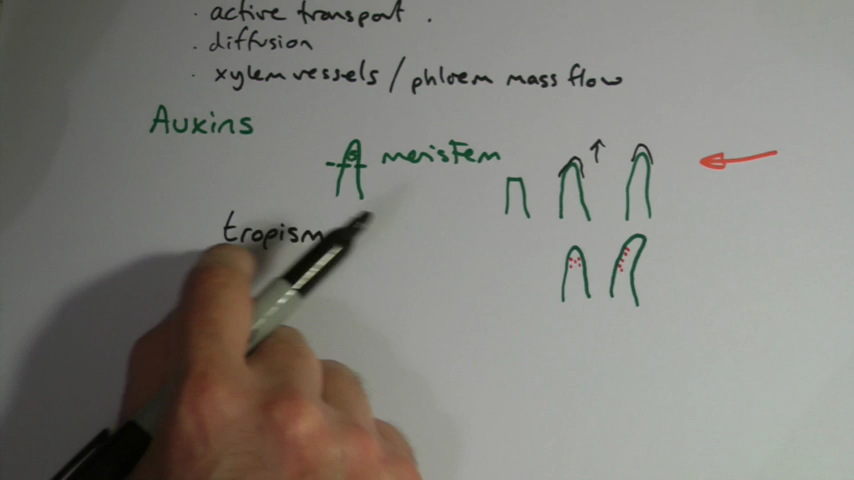 · active transport.
· diffusion
· xylem vessels / phloem mass flow
Auxins
meristem
tropism